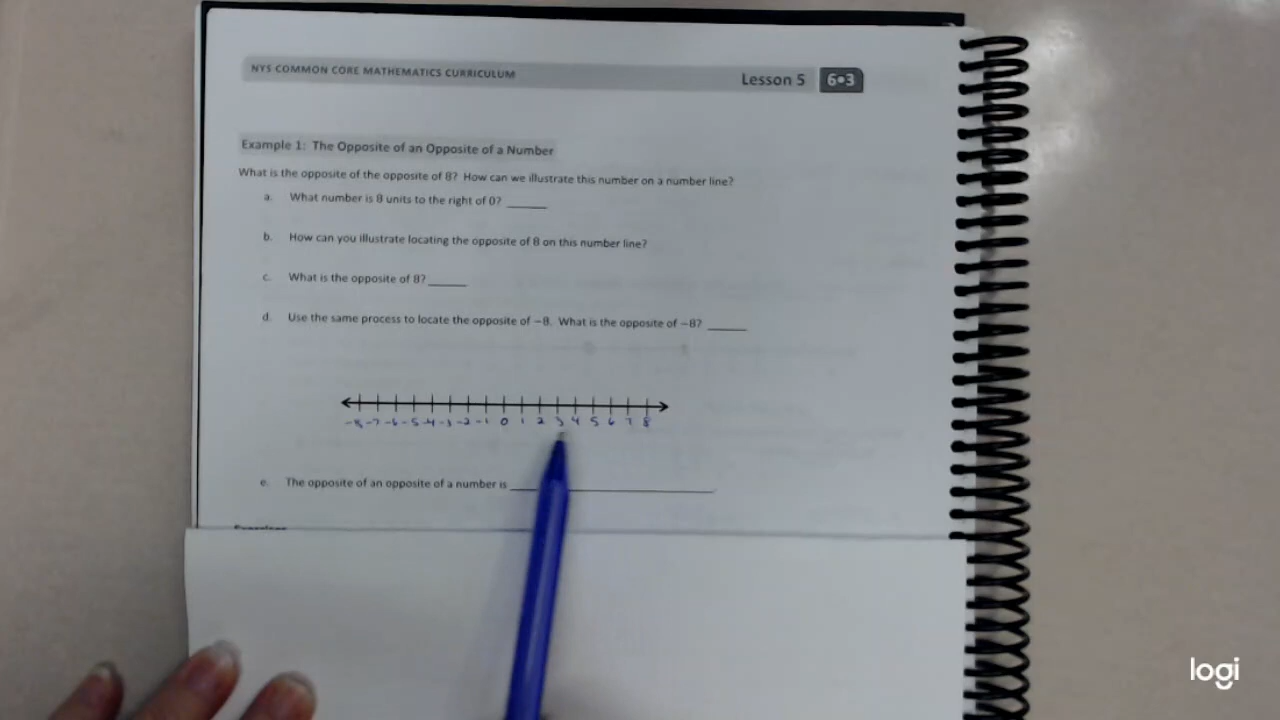 NYS COMMON CORE MATHEMATICS CURRICULUM
Lesson 5 6•3
Example 1: The Opposite of an Opposite of a Number
What is the opposite of the opposite of 8? How can we illustrate this number on a number line?
a. What number is 8 units to the right of 0? ______
b. How can you illustrate locating the opposite of 8 on this number line?
c. What is the opposite of 8? ______
d. Use the same process to locate the opposite of −8. What is the opposite of −8? ______
-8 -7 -6 -5 -4 -3 -2 -1 0 1 2 3 4 5 6 7 8
e. The opposite of an opposite of a number is ______.
logi